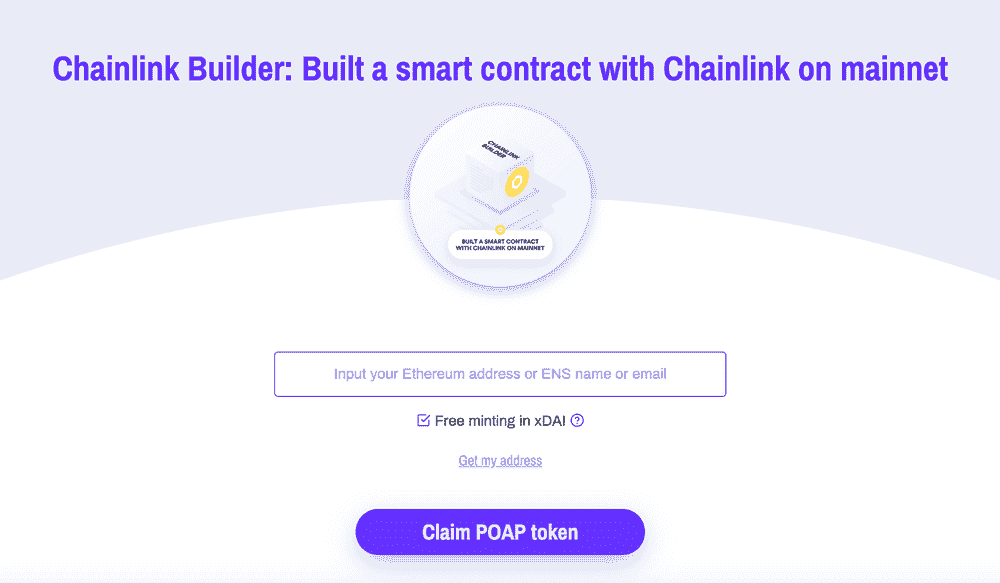 Chainlink Builder: Built a smart contract with Chainlink on mainnet
CHAINLINK
BUILDER
BUILT A SMART CONTRACT
WITH CHAINLINK ON MAINNET
Input your Ethereum address or ENS name or email
Free minting in xDAI ?
Get my address
Claim POAP token